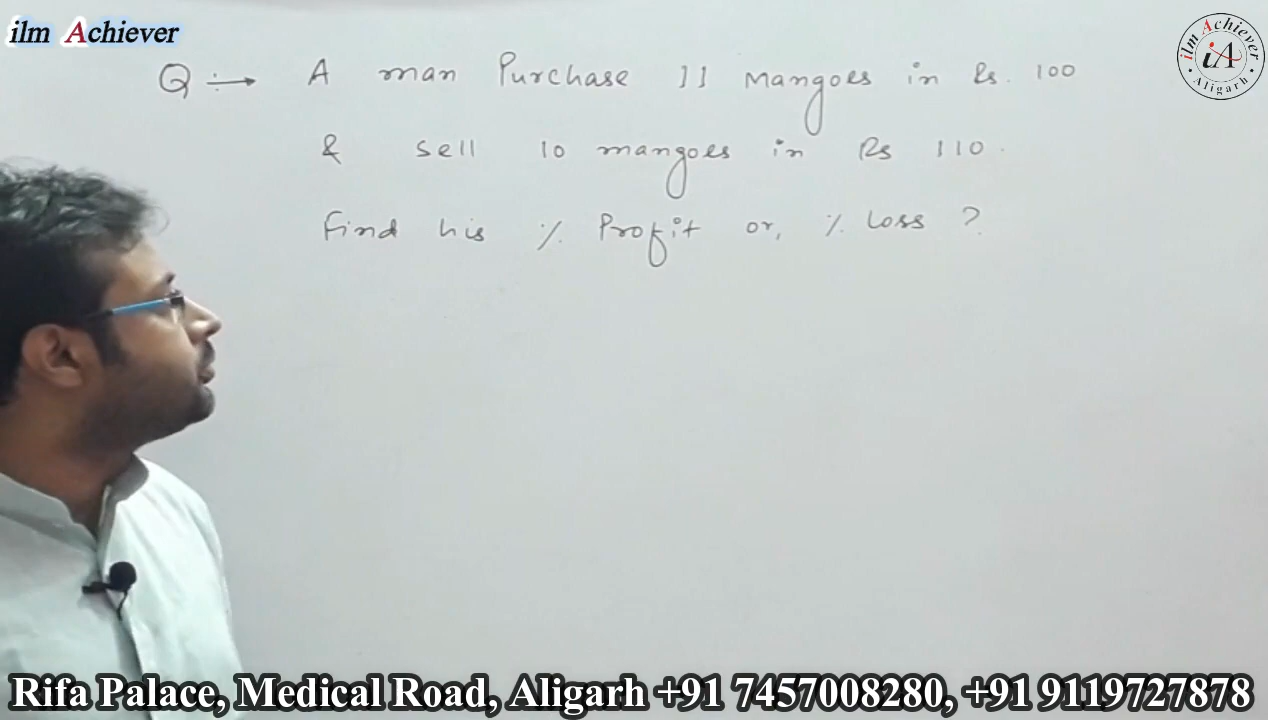 ilm Achiever
ilm Achiever
iA
Aligarh
Q :→ A man Purchase 11 Mangoes in Rs. 100
& sell 10 mangoes in Rs 110.
Find his % Profit or, % Loss ?
Rifa Palace, Medical Road, Aligarh +91 7457008280, +91 9119727878